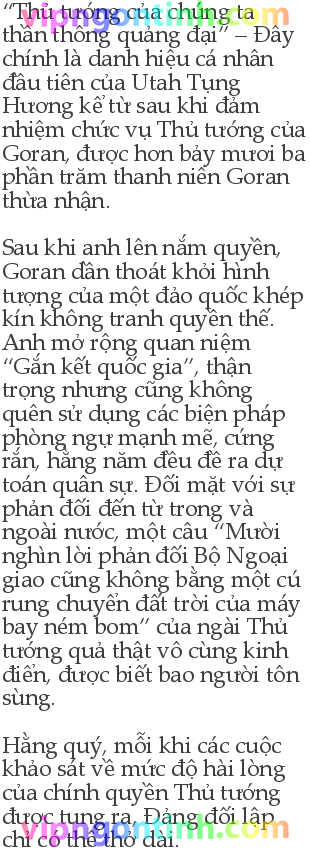 “Thủ tướng của chúng ta
thần thông quảng đại” – Đây
chính là danh hiệu cá nhân
đầu tiên của Utah Tụng
Hương kể từ sau khi đảm
nhiệm chức vụ Thủ tướng của
Goran, được hơn bảy mươi ba
phần trăm thanh niên Goran
thừa nhận.
Sau khi anh lên nắm quyền,
Goran dần thoát khỏi hình
tượng của một đảo quốc khép
kín không tranh quyền thế.
Anh mở rộng quan niệm
“Gắn kết quốc gia”, thận
trọng nhưng cũng không
quên sử dụng các biện pháp
phòng ngự mạnh mẽ, cứng
rắn, hằng năm đều đề ra dự
toán quân sự. Đối mặt với sự
phản đối đến từ trong và
ngoài nước, một câu “Mười
nghìn lời phản đối Bộ Ngoại
giao cũng không bằng một cú
rung chuyển đất trời của máy
bay ném bom” của ngài Thủ
tướng quả thật vô cùng kinh
điển, được biết bao người tôn
sùng.
Hằng quý, mỗi khi các cuộc
khảo sát về mức độ hài lòng
của chính quyền Thủ tướng
được tung ra, Đảng đối lập
chỉ có thể thở dài.
vipngontinh.com
vipngontinh.com